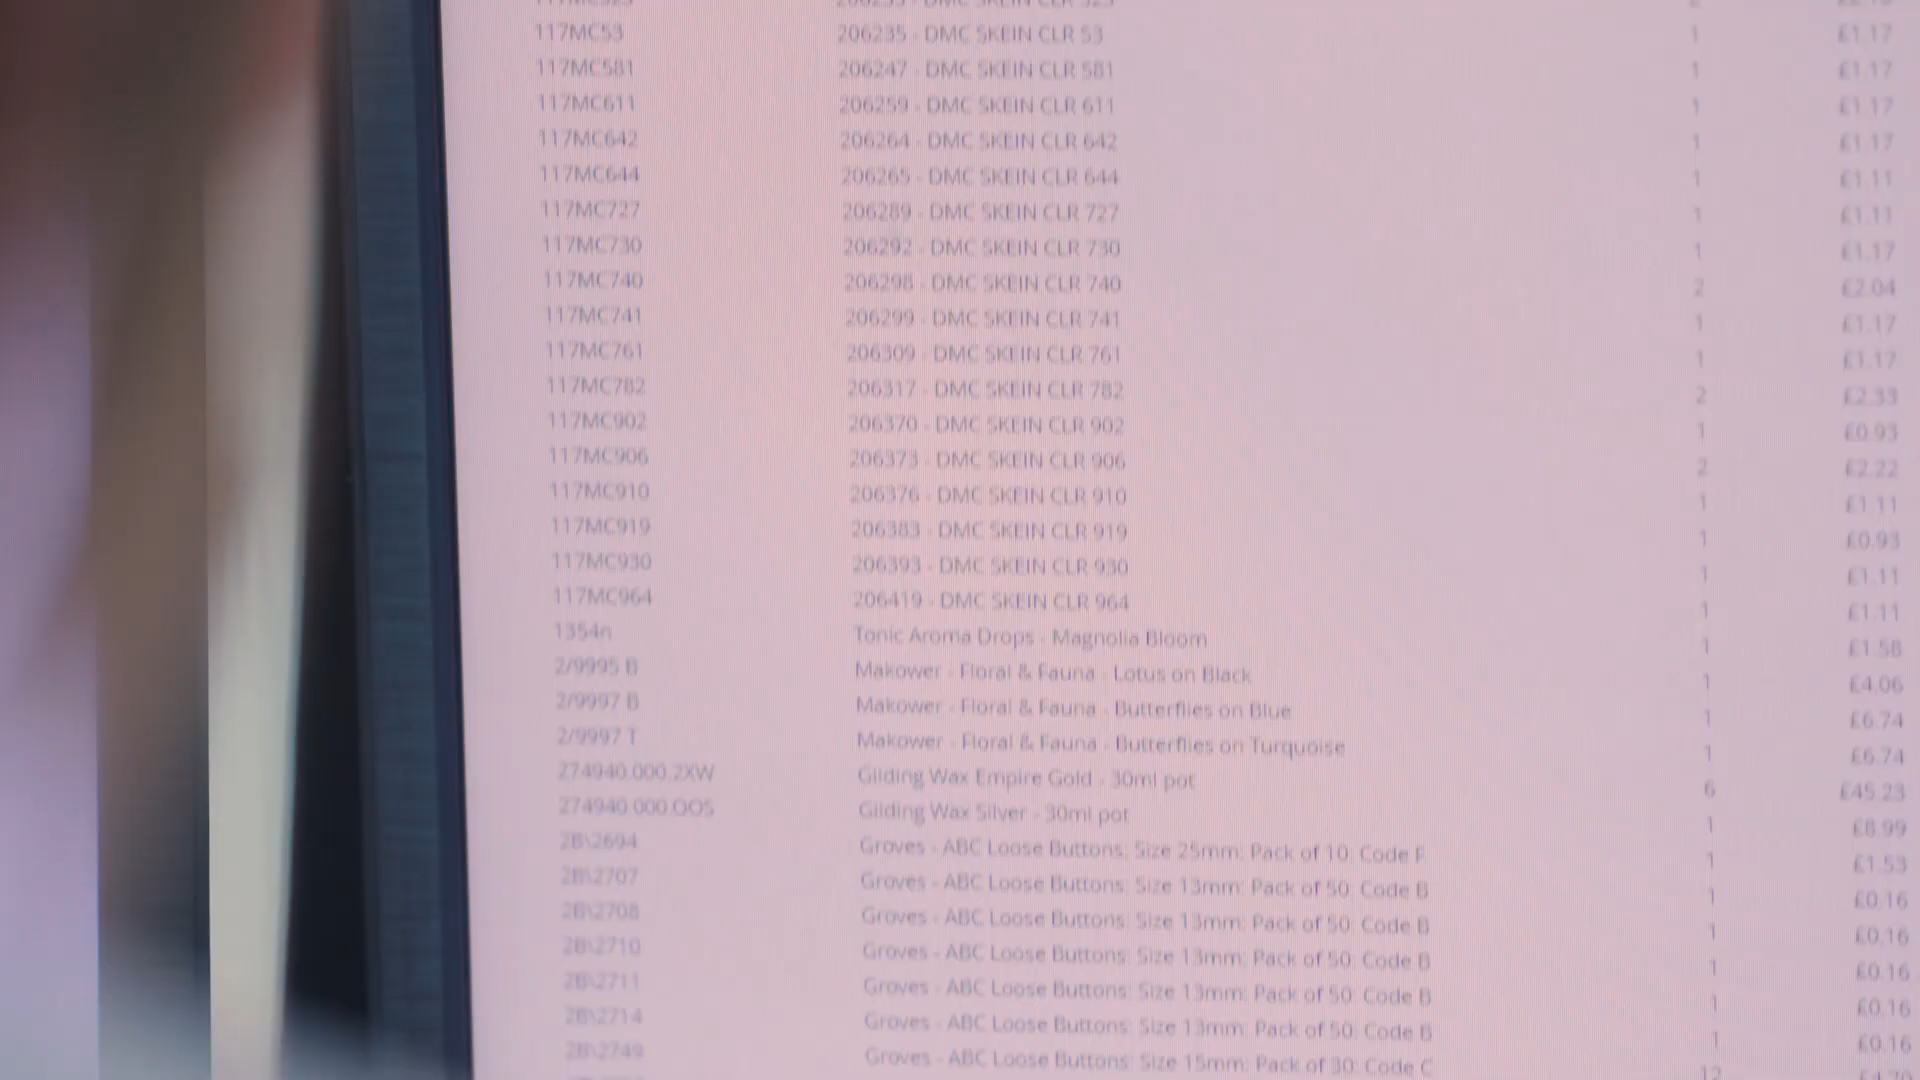 206235 - DMC SKEIN CLR 323
117MC53 206235 - DMC SKEIN CLR 53 1 £1.17
117MC581 206247 - DMC SKEIN CLR 581 1 £1.17
117MC611 206259 - DMC SKEIN CLR 611 1 £1.17
117MC642 206264 - DMC SKEIN CLR 642 1 £1.17
117MC644 206265 - DMC SKEIN CLR 644 1 £1.11
117MC727 206289 - DMC SKEIN CLR 727 1 £1.11
117MC730 206292 - DMC SKEIN CLR 730 1 £1.17
117MC740 206298 - DMC SKEIN CLR 740 2 £2.04
117MC741 206299 - DMC SKEIN CLR 741 1 £1.17
117MC761 206309 - DMC SKEIN CLR 761 1 £1.17
117MC782 206317 - DMC SKEIN CLR 782 2 £2.33
117MC902 206370 - DMC SKEIN CLR 902 1 £0.93
117MC906 206373 - DMC SKEIN CLR 906 2 £2.22
117MC910 206376 - DMC SKEIN CLR 910 1 £1.11
117MC919 206383 - DMC SKEIN CLR 919 1 £0.93
117MC930 206393 - DMC SKEIN CLR 930 1 £1.11
117MC964 206419 - DMC SKEIN CLR 964 1 £1.11
1354n Tonic Aroma Drops - Magnolia Bloom 1 £1.58
2/9995 B Makower - Floral & Fauna - Lotus on Black 1 £4.06
2/9997 B Makower - Floral & Fauna - Butterflies on Blue 1 £6.74
2/9997 T Makower - Floral & Fauna - Butterflies on Turquoise 1 £6.74
274940.000.2XW Gilding Wax Empire Gold - 30ml pot 6 £45.23
274940.000.OOS Gilding Wax Silver - 30ml pot 1 £8.99
2B\2694 Groves - ABC Loose Buttons: Size 25mm: Pack of 10: Code F 1 £1.53
2B\2707 Groves - ABC Loose Buttons: Size 13mm: Pack of 50: Code B 1 £0.16
2B\2708 Groves - ABC Loose Buttons: Size 13mm: Pack of 50: Code B 1 £0.16
2B\2710 Groves - ABC Loose Buttons: Size 13mm: Pack of 50: Code B 1 £0.16
2B\2711 Groves - ABC Loose Buttons: Size 13mm: Pack of 50: Code B 1 £0.16
2B\2714 Groves - ABC Loose Buttons: Size 13mm: Pack of 50: Code B 1 £0.16
2B\2749 Groves - ABC Loose Buttons: Size 15mm: Pack of 30: Code C 12